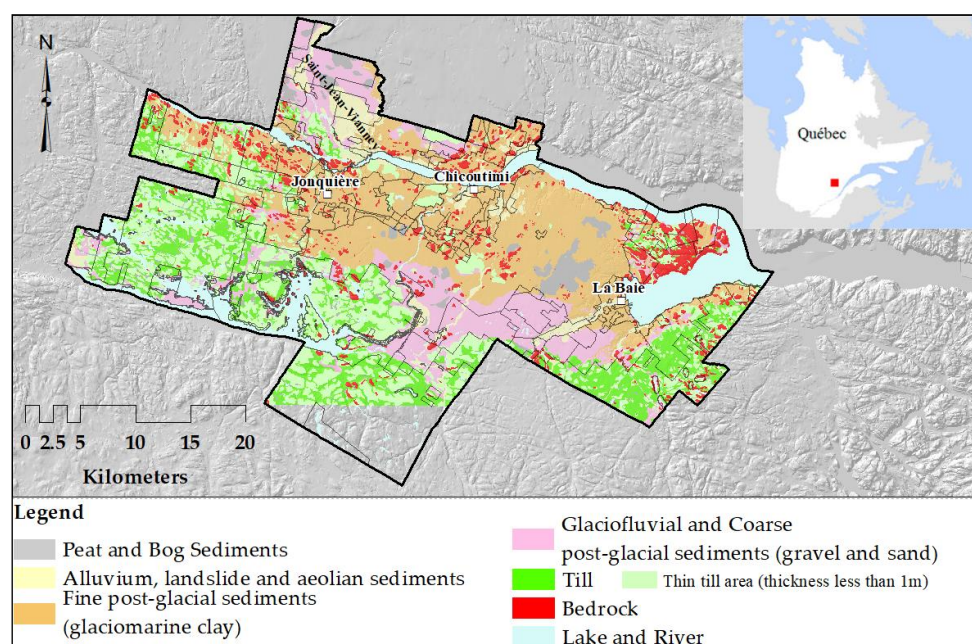 N
Saint-Jean-Vianney
Québec
Chicoutimi
Jonquière
La Baie
0 2.5 5 10 15 20
Kilometers
Legend
Peat and Bog Sediments
Alluvium, landslide and aeolian sediments
Fine post-glacial sediments
(glaciomarine clay)
Glaciofluvial and Coarse
post-glacial sediments (gravel and sand)
Till Thin till area (thickness less than 1m)
Bedrock
Lake and River